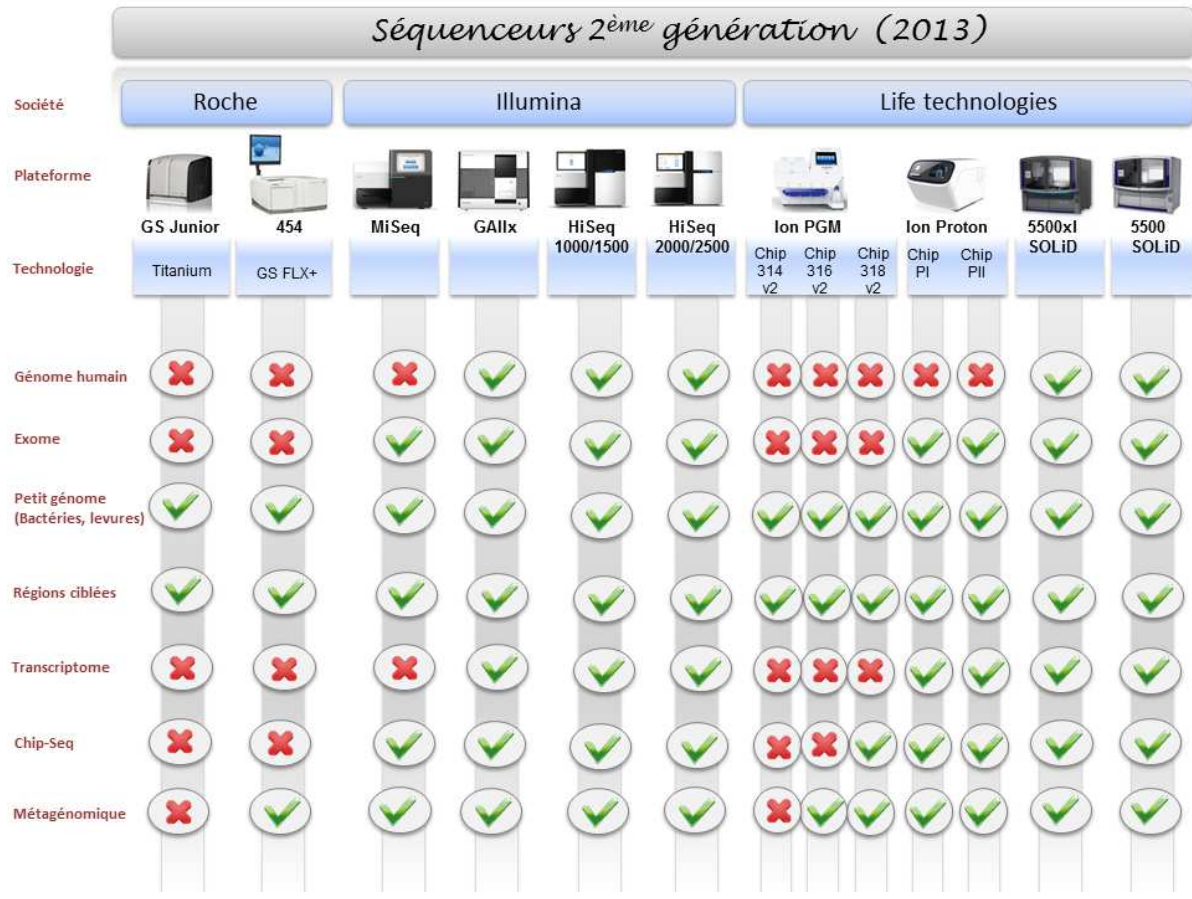 Séquenceurs 2ème génération (2013)
Société
Roche
Illumina
Life technologies
Plateforme
GS Junior
454
MiSeq
GAIIx
HiSeq
1000/1500
HiSeq
2000/2500
Ion PGM
Ion Proton
5500xl
SOLiD
5500
SOLiD
Technologie
Titanium
GS FLX+
Chip
314
v2
Chip
316
v2
Chip
318
v2
Chip
PI
Chip
PII
Génome humain
Exome
Petit génome
(Bactéries, levures)
Régions ciblées
Transcriptome
Chip-Seq
Métagénomique